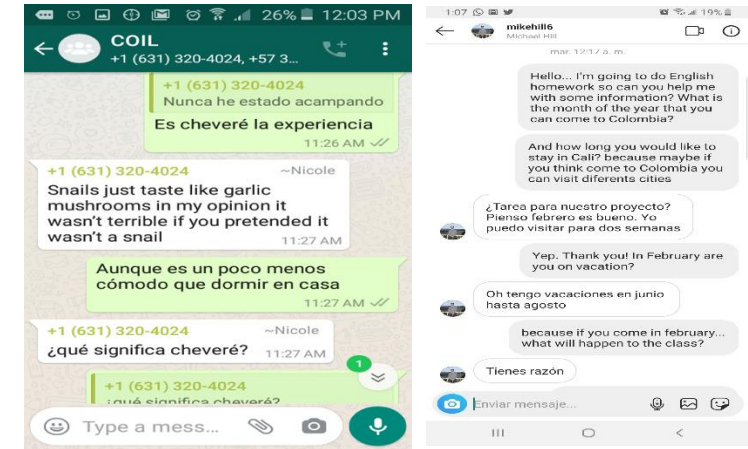 26% 12:03 PM
COIL
+1 (631) 320-4024, +57 3...
+1 (631) 320-4024
Nunca he estado acampando
Es cheveré la experiencia
11:26 AM
+1 (631) 320-4024 ~Nicole
Snails just taste like garlic
mushrooms in my opinion it
wasn't terrible if you pretended it
wasn't a snail
11:27 AM
Aunque es un poco menos
cómodo que dormir en casa
11:27 AM
+1 (631) 320-4024 ~Nicole
¿qué significa cheveré? 11:27 AM
1
+1 (631) 320-4024
¿qué significa cheveré?
Type a mess...
1:07 19%
mikehill6
Michael Hill
mar. 12:17 a. m.
Hello... I'm going to do English
homework so can you help me
with some information? What is
the month of the year that you
can come to Colombia?
And how long you would like to
stay in Cali? because maybe if
you think come to Colombia you
can visit diferents cities
¿Tarea para nuestro proyecto?
Pienso febrero es bueno. Yo
puedo visitar para dos semanas
Yep. Thank you! In February are
you on vacation?
Oh tengo vacaciones en junio
hasta agosto
because if you come in february...
what will happen to the class?
Tienes razón
Enviar mensaje...